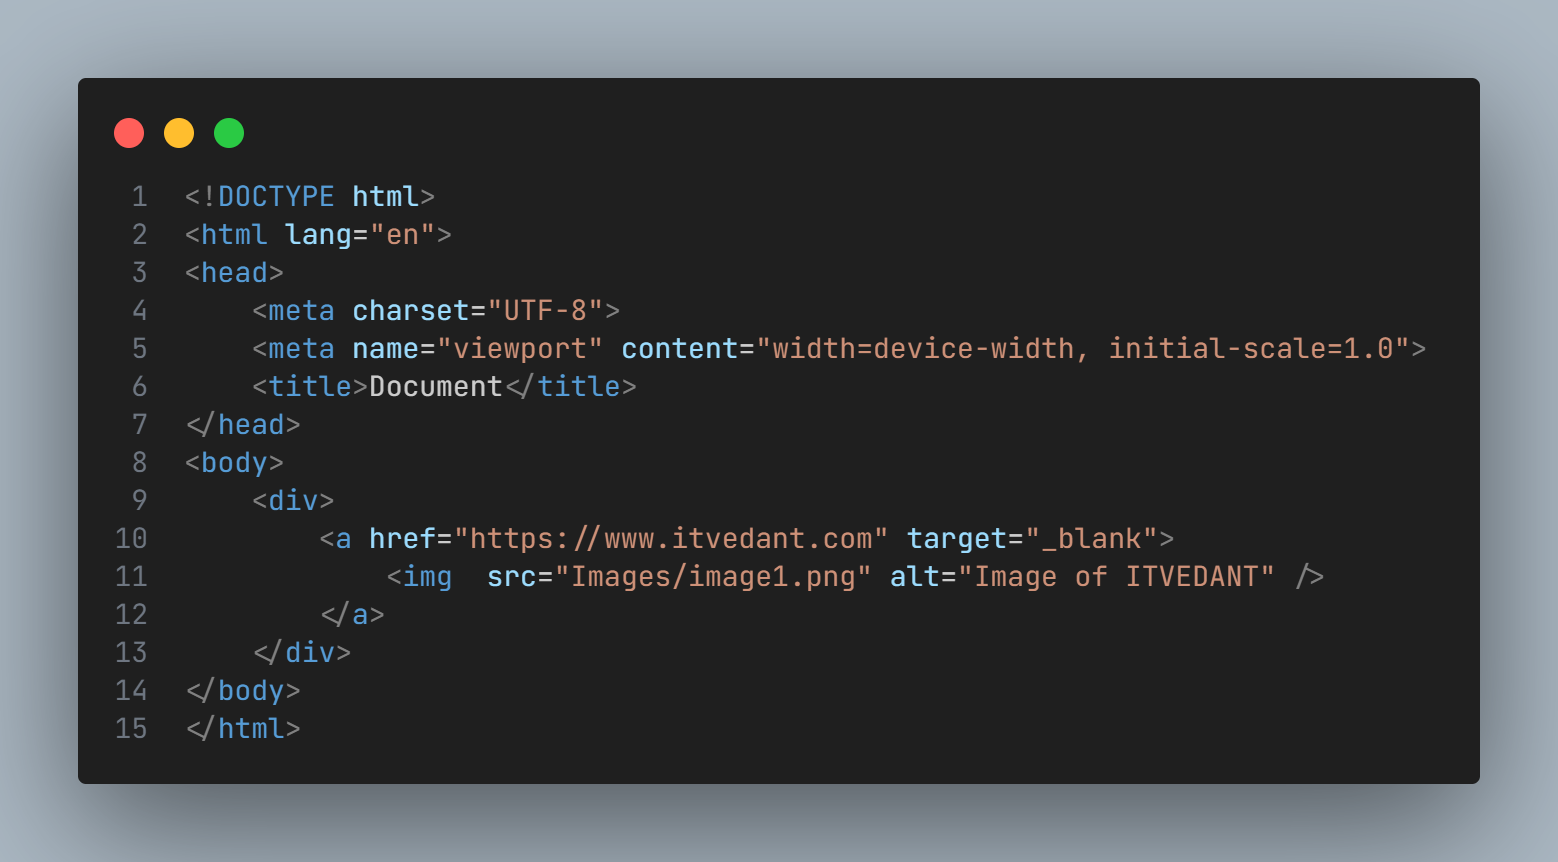 1 <!DOCTYPE html>
2 <html lang="en">
3 <head>
4     <meta charset="UTF-8">
5     <meta name="viewport" content="width=device-width, initial-scale=1.0">
6     <title>Document</title>
7 </head>
8 <body>
9     <div>
10         <a href="https://www.itvedant.com" target="_blank">
11             <img  src="Images/image1.png" alt="Image of ITVEDANT" />
12         </a>
13     </div>
14 </body>
15 </html>